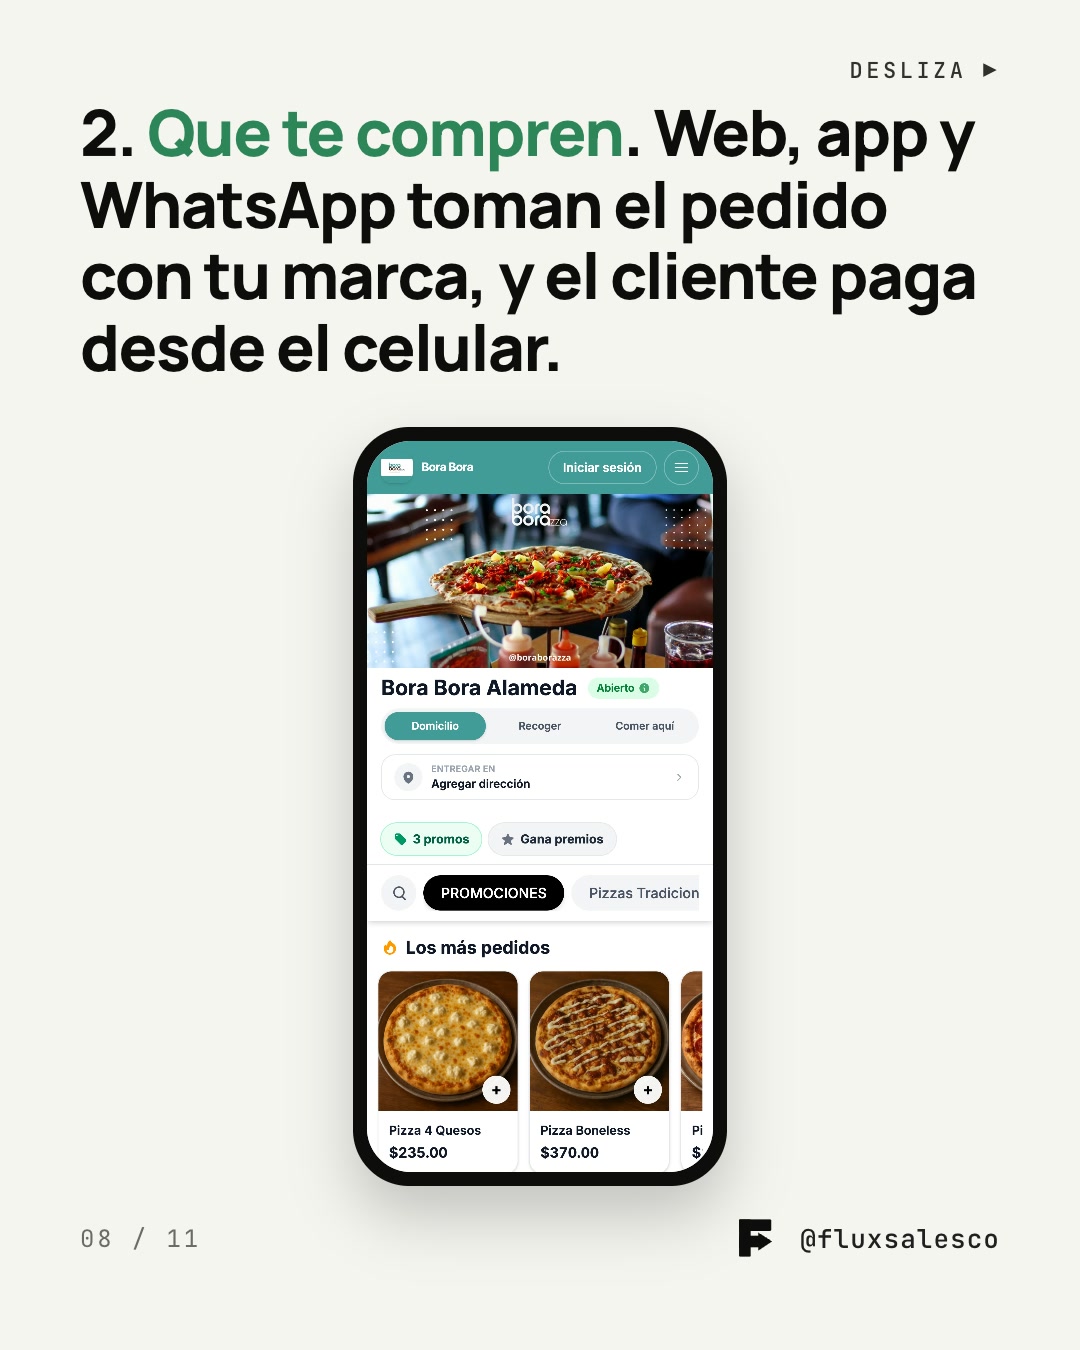 DESLIZA ▶
2. Que te compren. Web, app y
WhatsApp toman el pedido
con tu marca, y el cliente paga
desde el celular.
Bora Bora
Iniciar sesión
bora
borazza
@boraborazza
Bora Bora Alameda
Abierto
Domicilio
Recoger
Comer aquí
ENTREGAR EN
Agregar dirección
3 promos
Gana premios
PROMOCIONES
Pizzas Tradicion
Los más pedidos
Pizza 4 Quesos
$235.00
Pizza Boneless
$370.00
Pi
$
08 / 11
@fluxsalesco